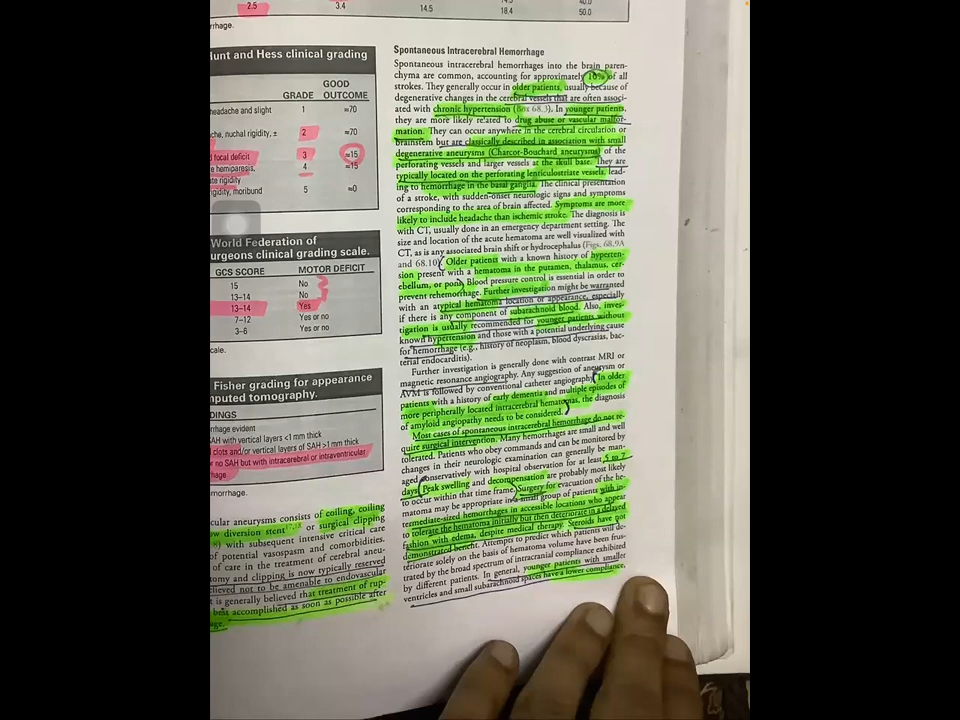 2.5 3.4 14.5 18.4 50.0
rrhage.
Hunt and Hess clinical grading
GRADE GOOD OUTCOME
headache and slight 1 ≈70
che, nuchal rigidity, ± 2 ≈70
d focal deficit 3 ≈15
e hemiparesis, 4 ≈15
ate rigidity
rigidity, moribund 5 ≈0
World Federation of
urgeons clinical grading scale.
GCS SCORE MOTOR DEFICIT
15 No
13–14 No
13–14 Yes
7–12 Yes or no
3–6 Yes or no
cale.
Fisher grading for appearance
mputed tomography.
DINGS
rrhage evident
SAH with vertical layers <1 mm thick
d clots and/or vertical layers of SAH >1 mm thick
r no SAH but with intracerebral or intraventricular
rhage
morrhage.
cular aneurysms consists of coiling, coiling
ow diversion stent or surgical clipping
with subsequent intensive critical care
of potential vasospasm and comorbidities.
of care in the treatment of cerebral aneu-
tomy and clipping is now typically reserved
elieved not to be amenable to endovascular
t is generally believed that treatment of rup-
best accomplished as soon as possible after
age.
Spontaneous Intracerebral Hemorrhage
Spontaneous intracerebral hemorrhages into the brain paren-
chyma are common, accounting for approximately 10% of all
strokes. They generally occur in older patients, usually because of
degenerative changes in the cerebral vessels that are often associ-
ated with chronic hypertension (Box 68.3). In younger patients,
they are more likely related to drug abuse or vascular malfor-
mation. They can occur anywhere in the cerebral circulation or
brainstem but are classically described in association with small
degenerative aneurysms (Charcot-Bouchard aneurysms) of the
perforating vessels and larger vessels at the skull base. They are
typically located on the perforating lenticulostriate vessels, lead-
ing to hemorrhage in the basal ganglia. The clinical presentation
of a stroke, with sudden-onset neurologic signs and symptoms
corresponding to the area of brain affected. Symptoms are more
likely to include headache than ischemic stroke. The diagnosis is
with CT, usually done in an emergency department setting. The
size and location of the acute hematoma are well visualized with
CT, as is any associated brain shift or hydrocephalus (Figs. 68.9A
and 68.10). Older patients with a known history of hyperten-
sion present with a hematoma in the putamen, thalamus, cer-
ebellum, or pons. Blood pressure control is essential in order to
prevent rehemorrhage. Further investigation might be warranted
with an atypical hematoma location or appearance, especially
if there is any component of subarachnoid blood. Also, inves-
tigation is usually recommended for younger patients without
known hypertension and those with a potential underlying cause
for hemorrhage (e.g., history of neoplasm, blood dyscrasias, bac-
terial endocarditis).
Further investigation is generally done with contrast MRI or
magnetic resonance angiography. Any suggestion of aneurysm or
AVM is followed by conventional catheter angiography. In older
patients with a history of early dementia and multiple episodes of
more peripherally located intracerebral hematomas, the diagnosis
of amyloid angiopathy needs to be considered.
Most cases of spontaneous intracerebral hemorrhage do not re-
quire surgical intervention. Many hemorrhages are small and well
tolerated. Patients who obey commands and can be monitored by
changes in their neurologic examination can generally be man-
aged conservatively with hospital observation for at least 5 to 7
days. Peak swelling and decompensation are probably most likely
to occur within that time frame. Surgery for evacuation of the he-
matoma may be appropriate in a small group of patients with in-
termediate-sized hemorrhages in accessible locations who appear
to tolerate the hematoma initially but then deteriorate in a delayed
fashion with edema, despite medical therapy. Steroids have not
demonstrated benefit. Attempts to predict which patients will de-
teriorate solely on the basis of hematoma volume have been frus-
trated by the broad spectrum of intracranial compliance exhibited
by different patients. In general, younger patients with smaller
ventricles and small subarachnoid spaces have a lower compliance,